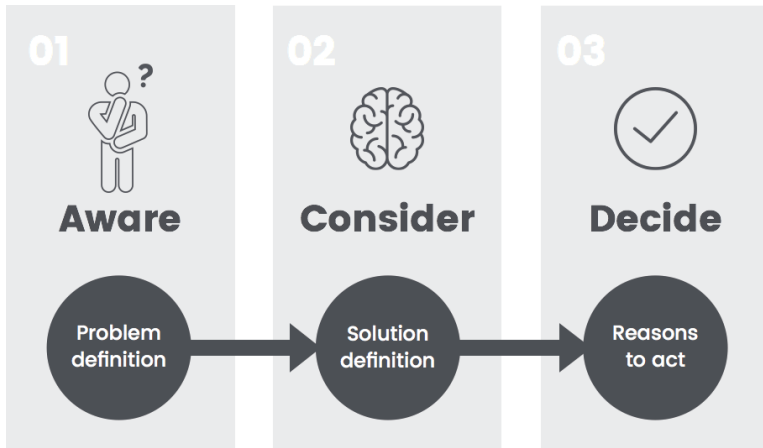 01
?
Aware
Problem
definition
02
Consider
Solution
definition
03
Decide
Reasons
to act